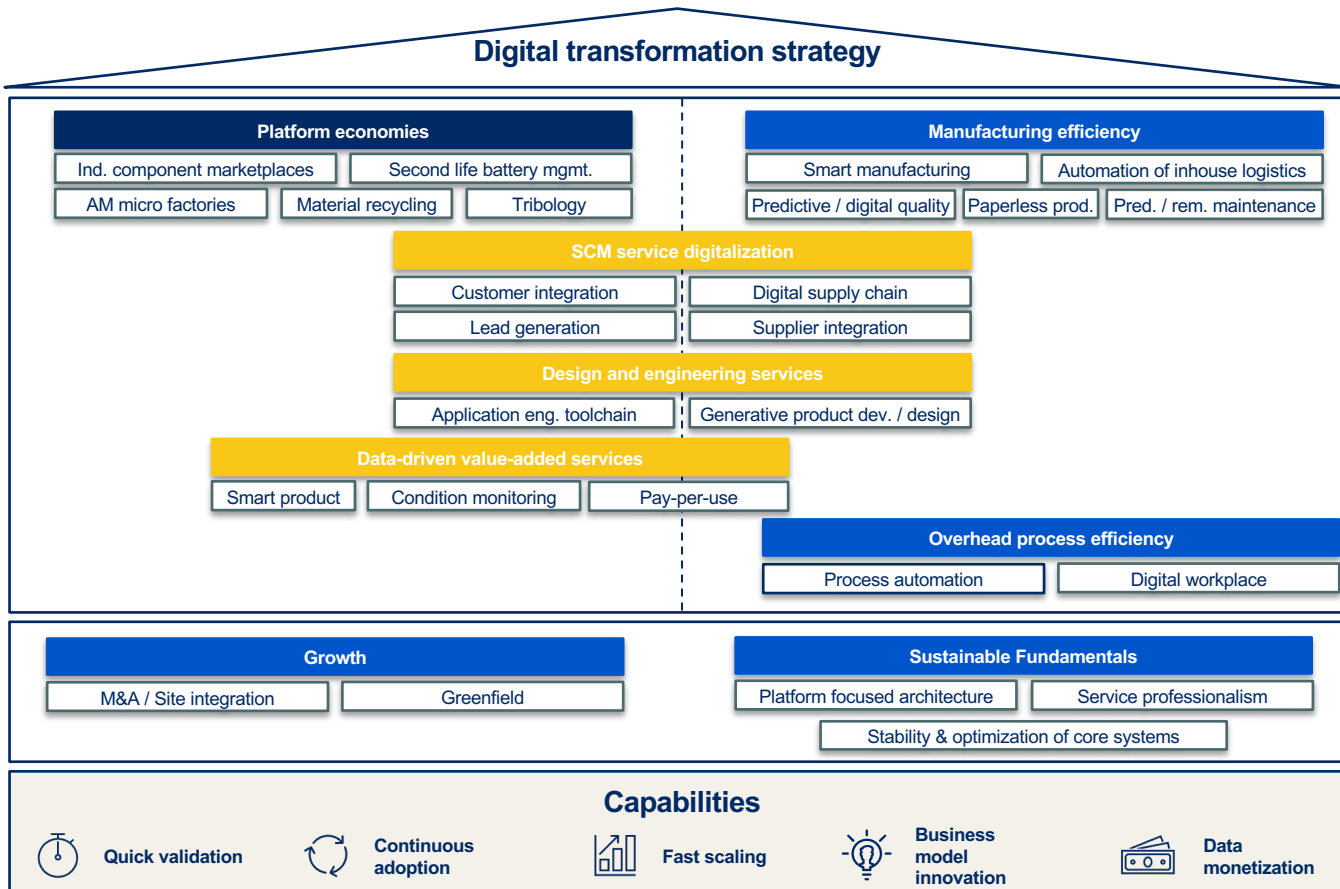 Digital transformation strategy
Platform economies
Ind. component marketplaces
Second life battery mgmt.
AM micro factories
Material recycling
Tribology
Manufacturing efficiency
Smart manufacturing
Automation of inhouse logistics
Predictive / digital quality
Paperless prod.
Pred. / rem. maintenance
SCM service digitalization
Customer integration
Digital supply chain
Lead generation
Supplier integration
Design and engineering services
Application eng. toolchain
Generative product dev. / design
Data-driven value-added services
Smart product
Condition monitoring
Pay-per-use
Overhead process efficiency
Process automation
Digital workplace
Growth
M&A / Site integration
Greenfield
Sustainable Fundamentals
Platform focused architecture
Service professionalism
Stability & optimization of core systems
Capabilities
Quick validation
Continuous
adoption
Fast scaling
Business
model
innovation
Data
monetization